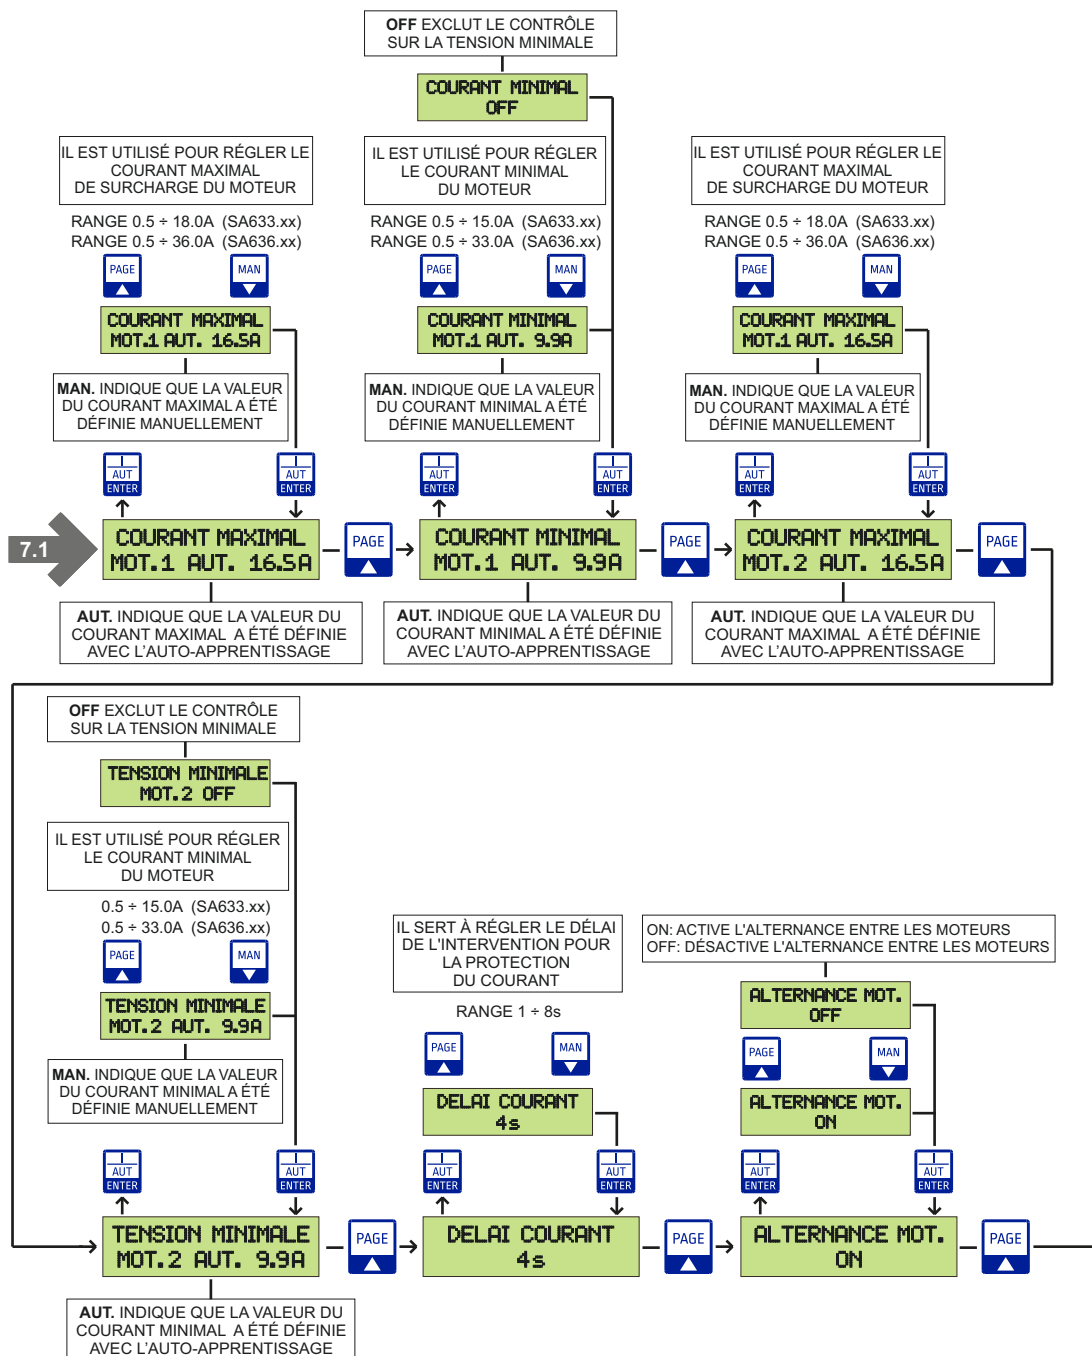 OFF EXCLUT LE CONTRÔLE
SUR LA TENSION MINIMALE
COURANT MINIMAL
OFF
IL EST UTILISÉ POUR RÉGLER LE
COURANT MAXIMAL
DE SURCHARGE DU MOTEUR
RANGE 0.5 ÷ 18.0A (SA633.xx)
RANGE 0.5 ÷ 36.0A (SA636.xx)
PAGE
MAN
COURANT MAXIMAL
MOT.1 AUT. 16.5A
MAN. INDIQUE QUE LA VALEUR
DU COURANT MAXIMAL A ÉTÉ
DÉFINIE MANUELLEMENT
IL EST UTILISÉ POUR RÉGLER
LE COURANT MINIMAL
DU MOTEUR
RANGE 0.5 ÷ 15.0A (SA633.xx)
RANGE 0.5 ÷ 33.0A (SA636.xx)
PAGE
MAN
COURANT MINIMAL
MOT.1 AUT. 9.9A
MAN. INDIQUE QUE LA VALEUR
DU COURANT MINIMAL A ÉTÉ
DÉFINIE MANUELLEMENT
IL EST UTILISÉ POUR RÉGLER LE
COURANT MAXIMAL
DE SURCHARGE DU MOTEUR
RANGE 0.5 ÷ 18.0A (SA633.xx)
RANGE 0.5 ÷ 36.0A (SA636.xx)
PAGE
MAN
COURANT MAXIMAL
MOT.1 AUT. 16.5A
MAN. INDIQUE QUE LA VALEUR
DU COURANT MAXIMAL A ÉTÉ
DÉFINIE MANUELLEMENT
I
AUT
ENTER
I
AUT
ENTER
I
AUT
ENTER
I
AUT
ENTER
I
AUT
ENTER
I
AUT
ENTER
7.1
COURANT MAXIMAL
MOT.1 AUT. 16.5A
PAGE
COURANT MINIMAL
MOT.1 AUT. 9.9A
PAGE
COURANT MAXIMAL
MOT.2 AUT. 16.5A
PAGE
AUT. INDIQUE QUE LA VALEUR DU
COURANT MAXIMAL A ÉTÉ DÉFINIE
AVEC L'AUTO-APPRENTISSAGE
AUT. INDIQUE QUE LA VALEUR DU
COURANT MINIMAL A ÉTÉ DÉFINIE
AVEC L'AUTO-APPRENTISSAGE
AUT. INDIQUE QUE LA VALEUR DU
COURANT MAXIMAL A ÉTÉ DÉFINIE
AVEC L'AUTO-APPRENTISSAGE
OFF EXCLUT LE CONTRÔLE
SUR LA TENSION MINIMALE
TENSION MINIMALE
MOT.2 OFF
IL EST UTILISÉ POUR RÉGLER
LE COURANT MINIMAL
DU MOTEUR
0.5 ÷ 15.0A (SA633.xx)
0.5 ÷ 33.0A (SA636.xx)
PAGE
MAN
TENSION MINIMALE
MOT.2 AUT. 9.9A
MAN. INDIQUE QUE LA VALEUR
DU COURANT MINIMAL A ÉTÉ
DÉFINIE MANUELLEMENT
IL SERT À RÉGLER LE DÉLAI
DE L'INTERVENTION POUR
LA PROTECTION
DU COURANT
RANGE 1 ÷ 8s
PAGE
MAN
DELAI COURANT
4s
ON: ACTIVE L'ALTERNANCE ENTRE LES MOTEURS
OFF: DÉSACTIVE L'ALTERNANCE ENTRE LES MOTEURS
ALTERNANCE MOT.
OFF
PAGE
MAN
ALTERNANCE MOT.
ON
I
AUT
ENTER
I
AUT
ENTER
I
AUT
ENTER
I
AUT
ENTER
I
AUT
ENTER
I
AUT
ENTER
TENSION MINIMALE
MOT.2 AUT. 9.9A
PAGE
DELAI COURANT
4s
PAGE
ALTERNANCE MOT.
ON
PAGE
AUT. INDIQUE QUE LA VALEUR DU
COURANT MINIMAL A ÉTÉ DÉFINIE
AVEC L'AUTO-APPRENTISSAGE